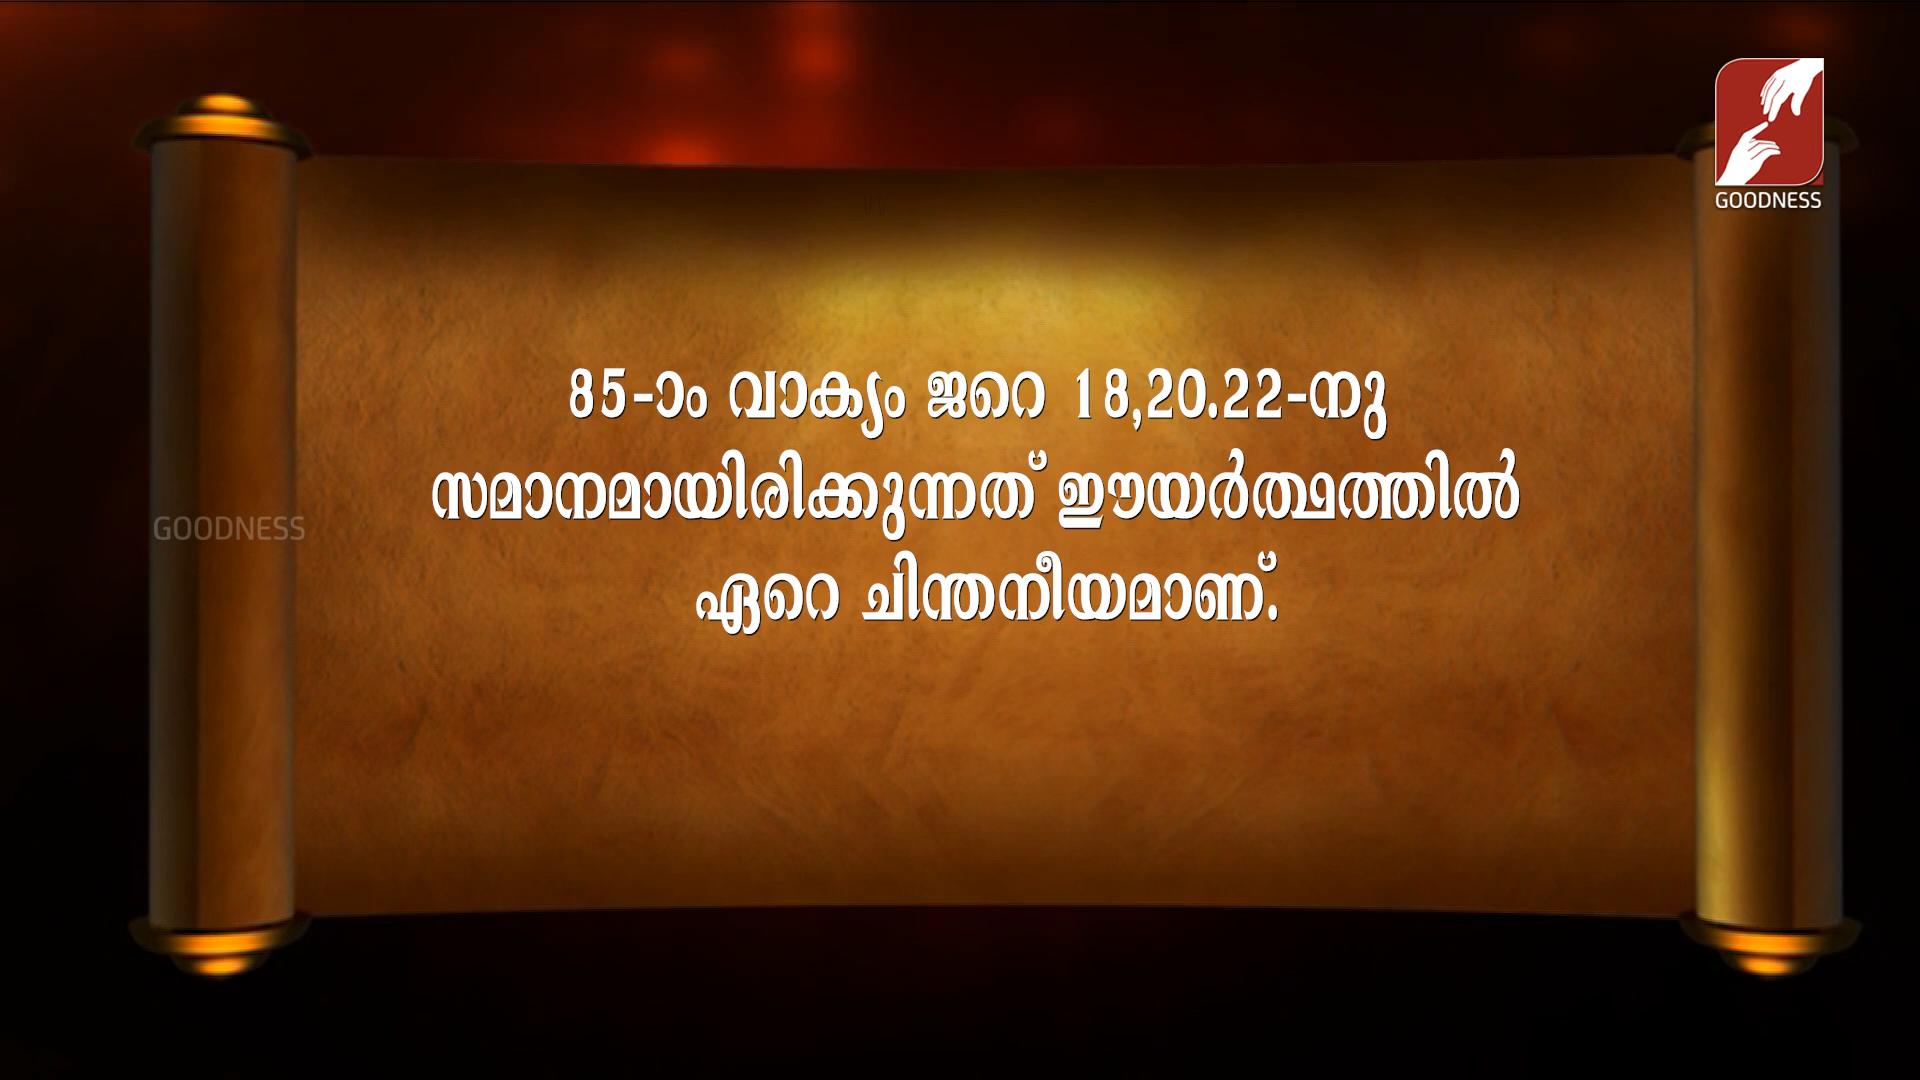 GOODNESS
85-ാം വാക്യം ജറെ 18,20.22-നു
സമാനമായിരിക്കുന്നത് ഈയർത്ഥത്തിൽ
GOODNESS
ഏറെ ചിന്തനീയമാണ്.